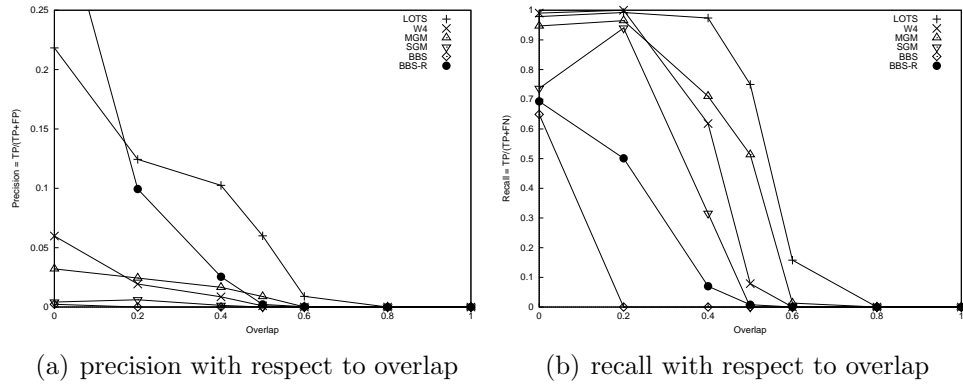 0.25
0.2
0.15
0.1
0.05
0
0 0.2 0.4 0.6 0.8 1
Precision = TP/(TP+FP)
Overlap
LOTS
W4
MGM
SGM
BBS
BBS-R
(a) precision with respect to overlap
1
0.9
0.8
0.7
0.6
0.5
0.4
0.3
0.2
0.1
0
0 0.2 0.4 0.6 0.8 1
Recall = TP/(TP+FN)
Overlap
LOTS
W4
MGM
SGM
BBS
BBS-R
(b) recall with respect to overlap